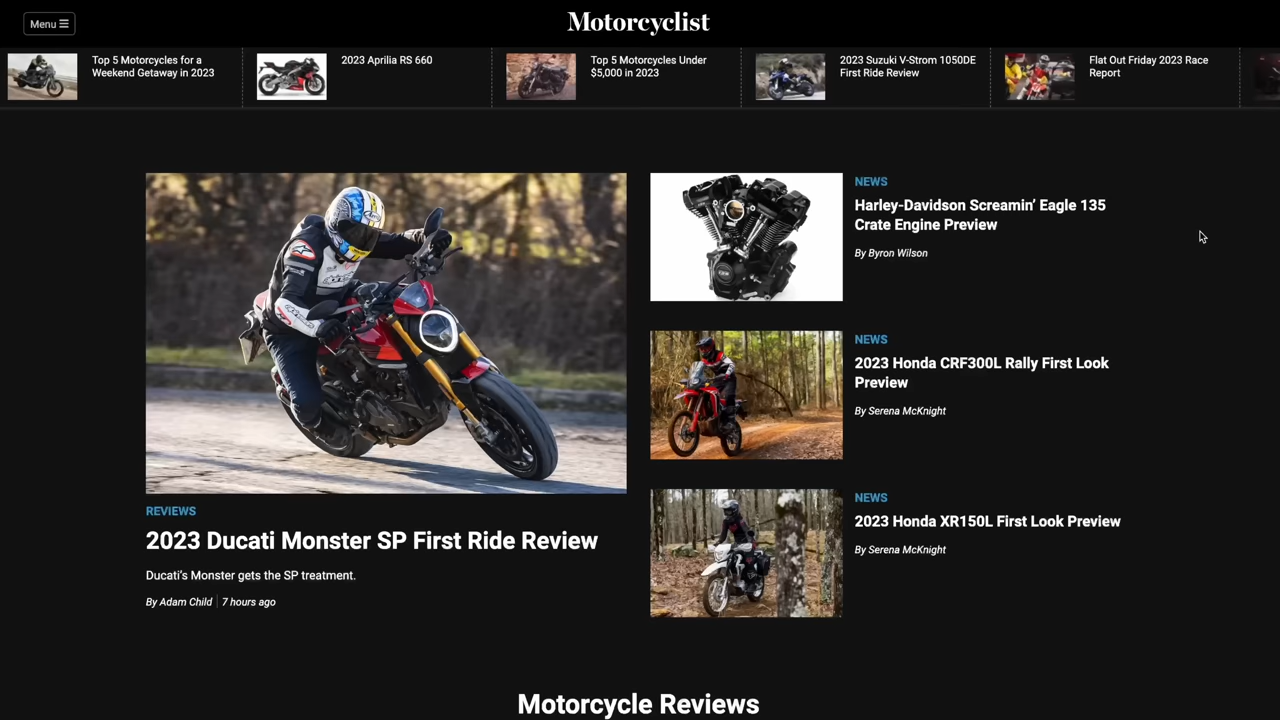 Menu
Motorcyclist
Top 5 Motorcycles for a
Weekend Getaway in 2023
2023 Aprilia RS 660
Top 5 Motorcycles Under
$5,000 in 2023
2023 Suzuki V-Strom 1050DE
First Ride Review
Flat Out Friday 2023 Race
Report
REVIEWS
2023 Ducati Monster SP First Ride Review
Ducati’s Monster gets the SP treatment.
By Adam Child | 7 hours ago
NEWS
Harley-Davidson Screamin’ Eagle 135
Crate Engine Preview
By Byron Wilson
NEWS
2023 Honda CRF300L Rally First Look
Preview
By Serena McKnight
NEWS
2023 Honda XR150L First Look Preview
By Serena McKnight
Motorcycle Reviews